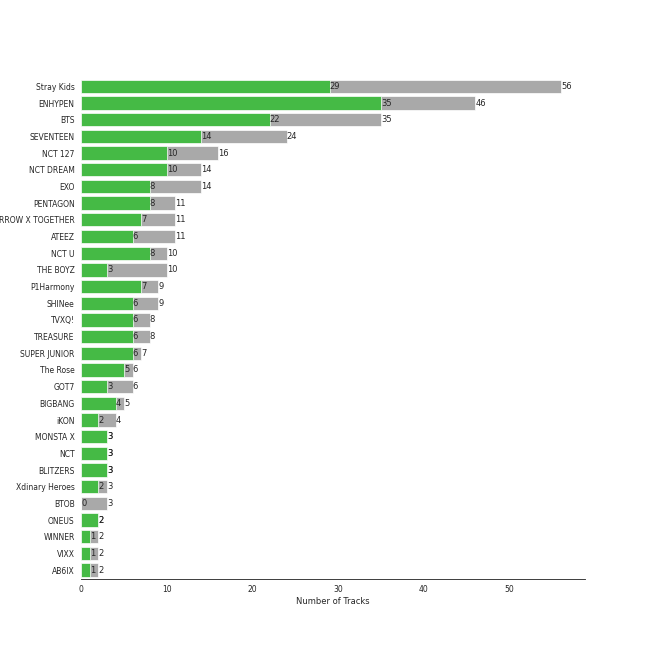 Stray Kids 29 56
ENHYPEN 35 46
BTS 22 35
SEVENTEEN 14 24
NCT 127 10 16
NCT DREAM 10 14
EXO 8 14
PENTAGON 8 11
RROW X TOGETHER 7 11
ATEEZ 6 11
NCT U 8 10
THE BOYZ 3 10
P1Harmony 7 9
SHINee 6 9
TVXQ! 6 8
TREASURE 6 8
SUPER JUNIOR 6 7
The Rose 5 6
GOT7 3 6
BIGBANG 4 5
iKON 2 4
MONSTA X 3
NCT 3
BLITZERS 3
Xdinary Heroes 2 3
BTOB 0 3
ONEUS 2
WINNER 1 2
VIXX 1 2
AB6IX 1 2
0 10 20 30 40 50
Number of Tracks